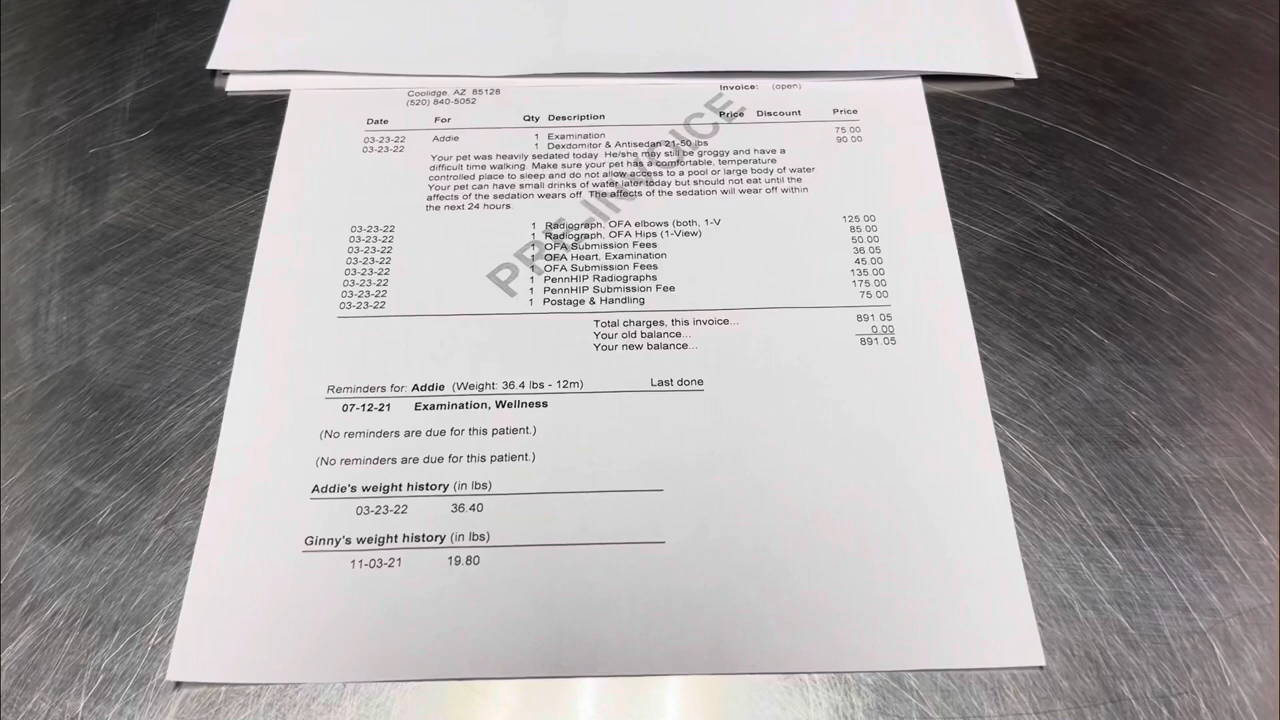 Coolidge, AZ 85128
(520) 840-5052
Invoice: (open)
Date For Qty Description Price Discount Price
03-23-22 Addie 1 Examination 75.00
03-23-22 1 Dexdomitor & Antisedan 21-50 lbs 90.00
Your pet was heavily sedated today. He/she may still be groggy and have a
difficult time walking. Make sure your pet has a comfortable, temperature
controlled place to sleep and do not allow access to a pool or large body of water
Your pet can have small drinks of water later today but should not eat until the
affects of the sedation wears off. The affects of the sedation will wear off within
the next 24 hours.
PRE-INVOICE
03-23-22 1 Radiograph, OFA elbows (both, 1-V 125.00
03-23-22 1 Radiograph, OFA Hips (1-View) 85.00
03-23-22 1 OFA Submission Fees 50.00
03-23-22 1 OFA Heart, Examination 36.05
03-23-22 1 OFA Submission Fees 45.00
03-23-22 1 PennHIP Radiographs 135.00
03-23-22 1 PennHIP Submission Fee 175.00
03-23-22 1 Postage & Handling 75.00
Total charges, this invoice... 891.05
Your old balance... 0.00
Your new balance... 891.05
Reminders for: Addie (Weight: 36.4 lbs - 12m) Last done
07-12-21 Examination, Wellness
(No reminders are due for this patient.)
(No reminders are due for this patient.)
Addie's weight history (in lbs)
03-23-22 36.40
Ginny's weight history (in lbs)
11-03-21 19.80